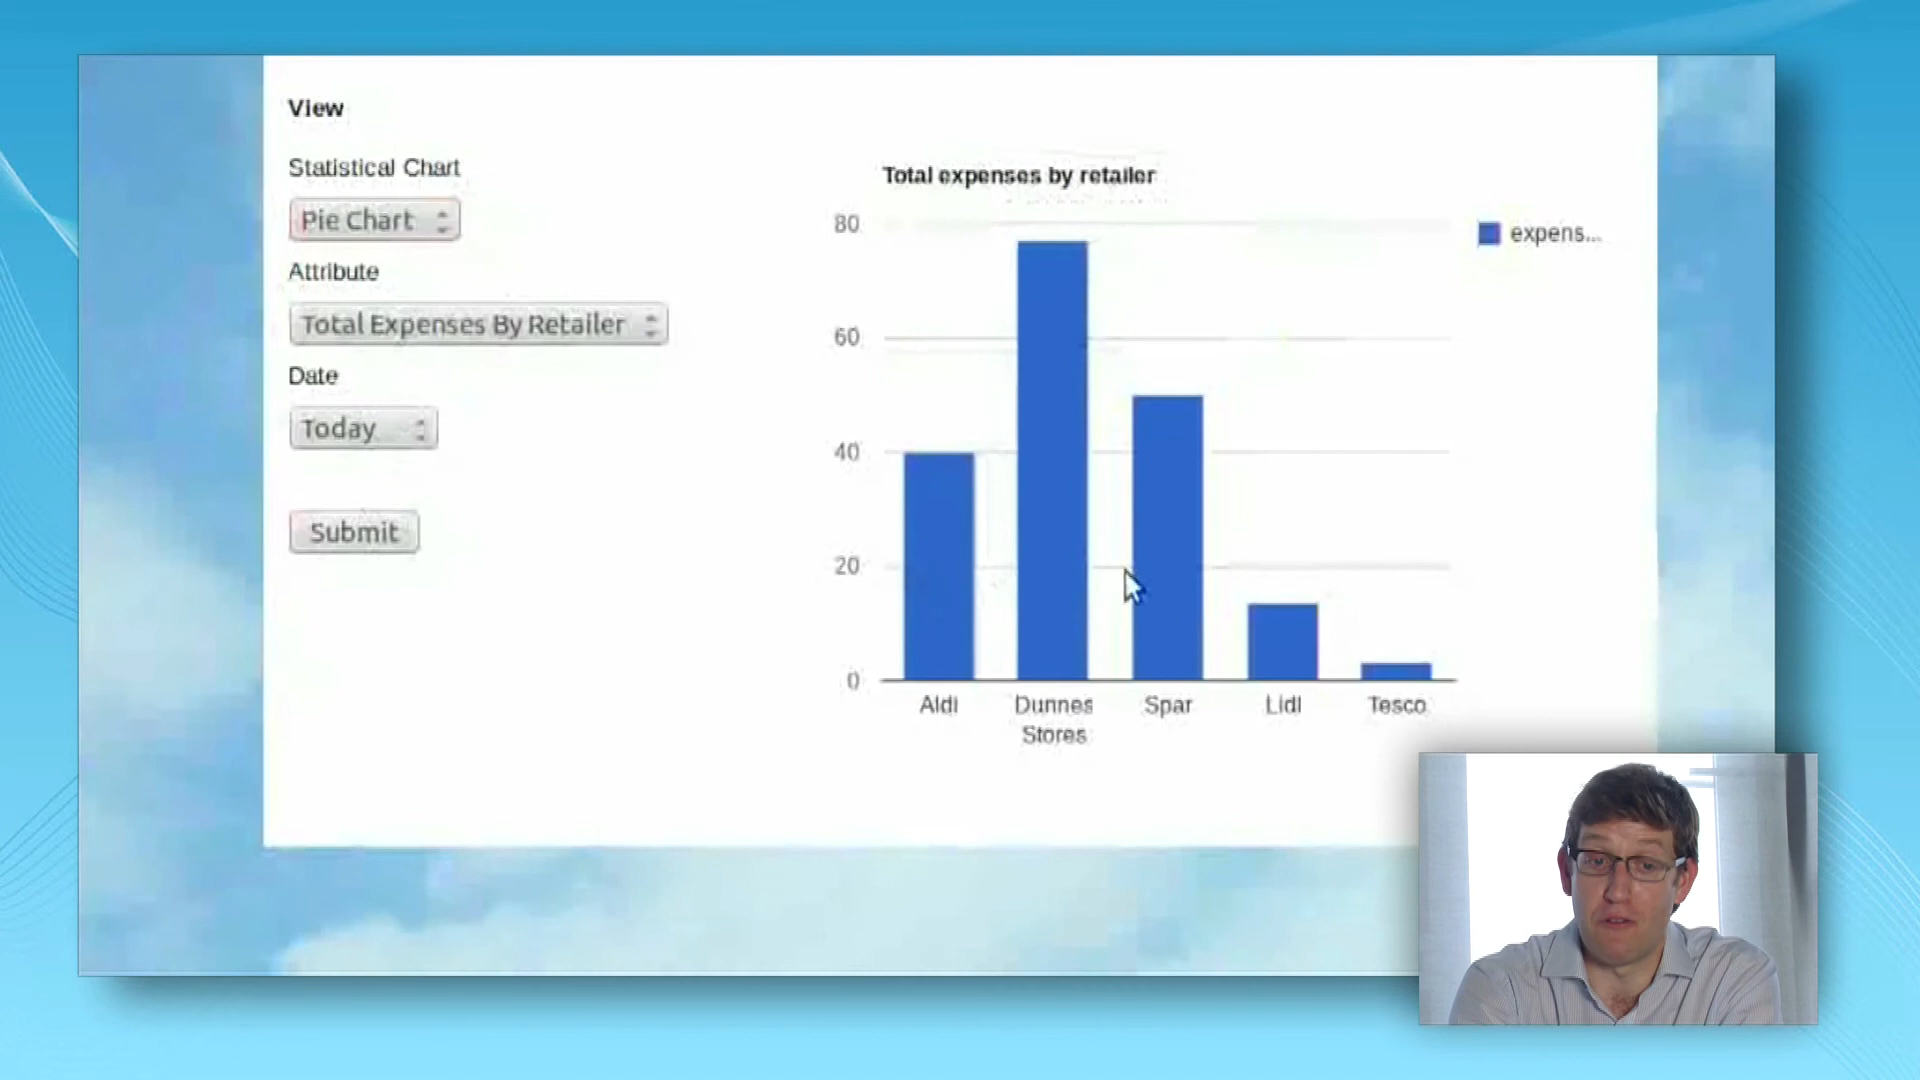 View
Statistical Chart
Pie Chart
Attribute
Total Expenses By Retailer
Date
Today
Submit
Total expenses by retailer
80
60
40
20
0
Aldi
Dunnes
Stores
Spar
Lidl
Tesco
expens...